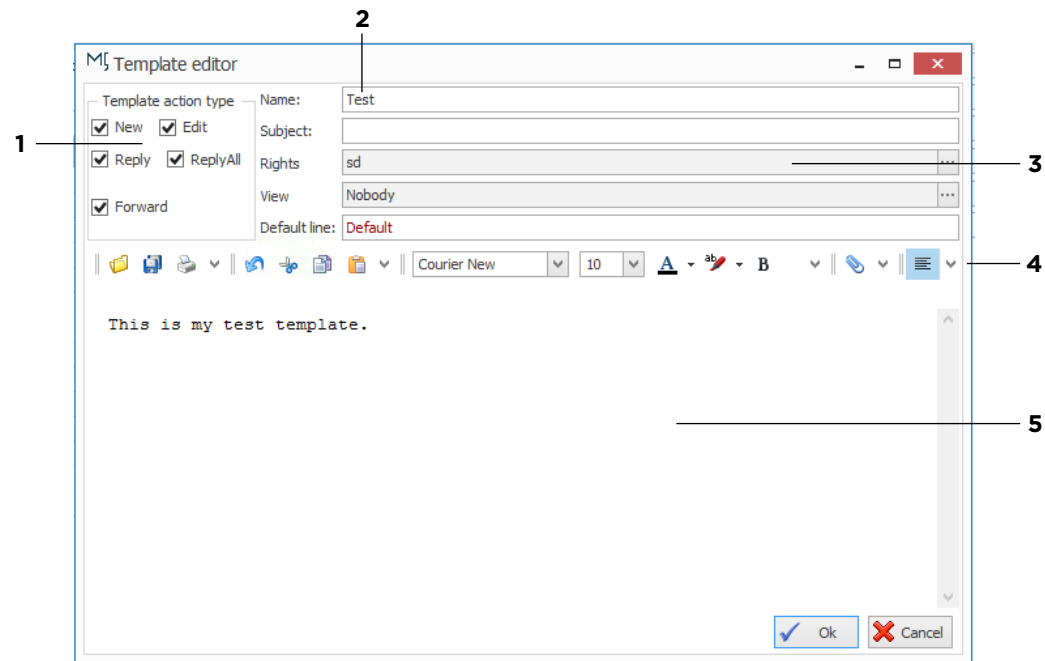 2
Template editor
Template action type
Name: Test
New Edit
Subject:
1
Reply ReplyAll
Rights sd
3
View Nobody
Forward
Default line: Default
Courier New 10 A ab B
4
This is my test template.
5
Ok Cancel